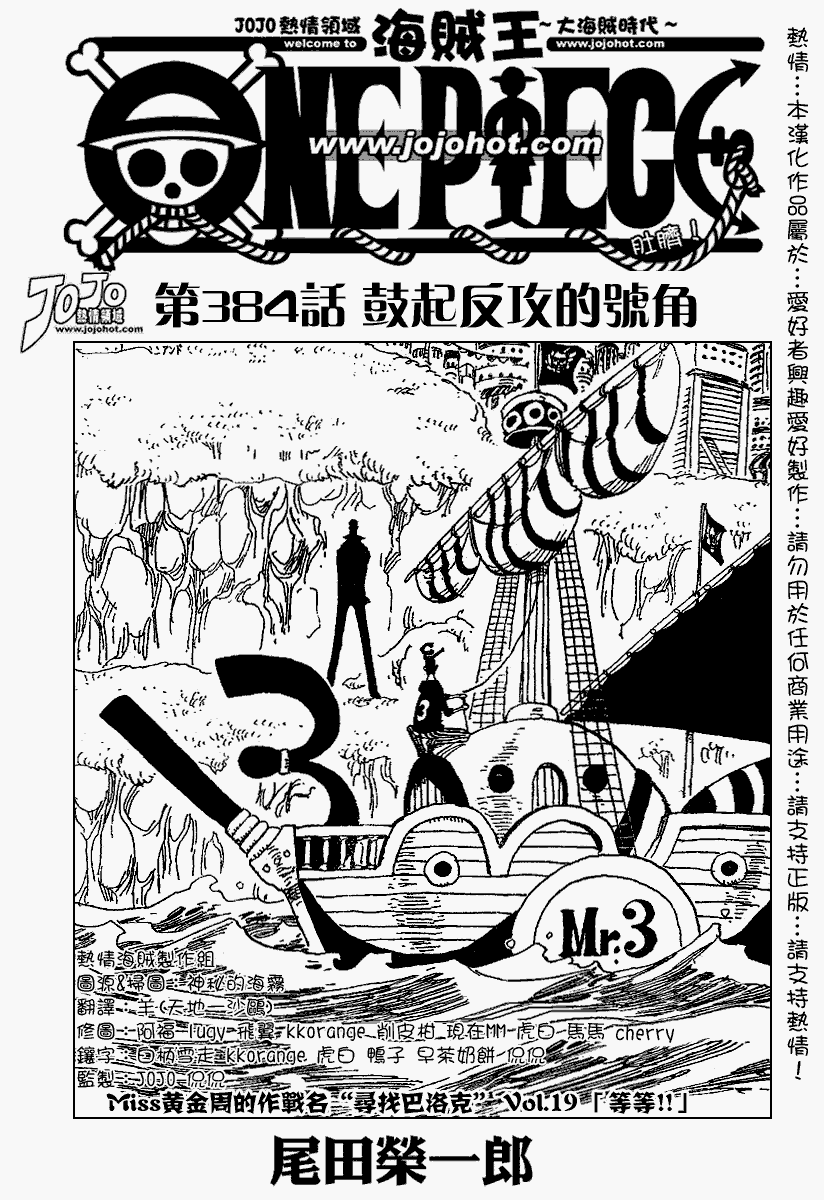 JOJO熱情領域
welcome to
海賊王
~大海賊時代~
www.jojohot.com
ONE PIECE
www.jojohot.com
肚臍！
JOJO
熱情領域
www.jojohot.com
第384話 鼓起反攻的號角
熱情…本漢化作品屬於…愛好者興趣愛好製作…請勿用於任何商業用途…請支持正版…請支持熱情！
3
Mr.3
熱情海賊製作組
圖源&掃圖：神秘的海霧
翻譯：羊(天地一沙鷗)
修圖：阿福 lugy 飛翼 kkorange 削皮柑 現在MM 虎白 馬馬 cherry
鑲字：白柄雪走 kkorange 虎白 鴨子 早茶奶餅 侃侃
監製：JOJO 侃侃
Miss黃金周的作戰名“尋找巴洛克” Vol.19「等等!!」
尾田榮一郎